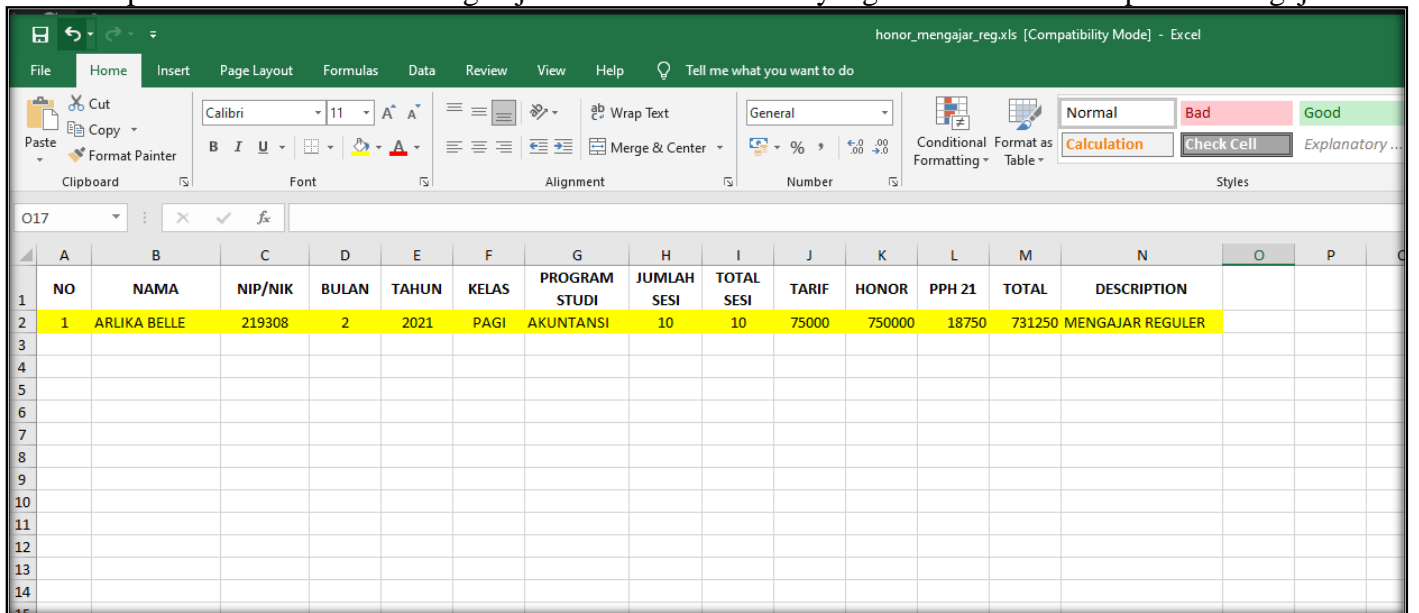 honor_mengajar_reg.xls [Compatibility Mode] - Excel
File Home Insert Page Layout Formulas Data Review View Help Tell me what you want to do
Cut
Copy
Format Painter
Paste
Clipboard
Calibri 11
B I U
Font
Wrap Text
Merge & Center
Alignment
General
% ,
Number
Conditional Formatting
Format as Table
Normal Bad Good
Calculation Check Cell Explanatory ...
Styles
O17 fx
A B C D E F G H I J K L M N O P
1 NO NAMA NIP/NIK BULAN TAHUN KELAS PROGRAM STUDI JUMLAH SESI TOTAL SESI TARIF HONOR PPH 21 TOTAL DESCRIPTION
2 1 ARLIKA BELLE 219308 2 2021 PAGI AKUNTANSI 10 10 75000 750000 18750 731250 MENGAJAR REGULER
3
4
5
6
7
8
9
10
11
12
13
14